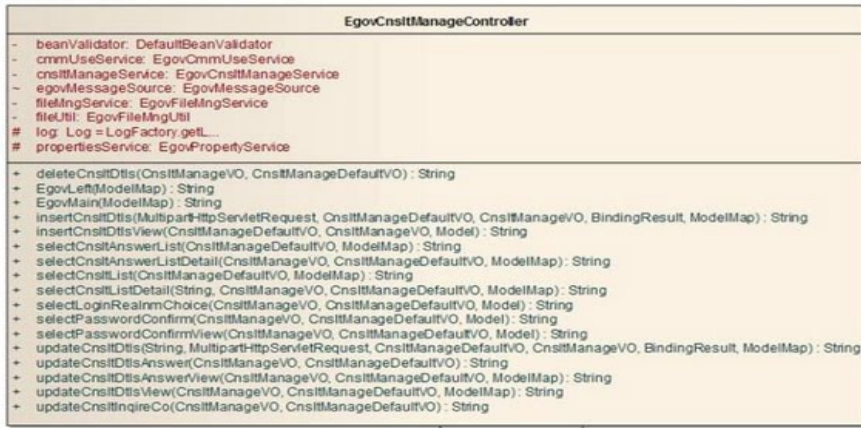 EgovCnsltManageController
- beanValidator: DefaultBeanValidator
- cmmUseService: EgovCmmUseService
- cnsltManageService: EgovCnsltManageService
~ egovMessageSource: EgovMessageSource
- fileMngService: EgovFileMngService
- fileUtil: EgovFileMngUtil
# log: Log = LogFactory.getL...
# propertiesService: EgovPropertyService
+ deleteCnsltDtls(CnsltManageVO, CnsltManageDefaultVO) : String
+ EgovLeft(ModelMap) : String
+ EgovMain(ModelMap) : String
+ insertCnsltDtls(MultipartHttpServletRequest, CnsltManageDefaultVO, CnsltManageVO, BindingResult, ModelMap) : String
+ insertCnsltDtlsView(CnsltManageDefaultVO, CnsltManageVO, Model) : String
+ selectCnsltAnswerList(CnsltManageDefaultVO, ModelMap) : String
+ selectCnsltAnswerListDetail(CnsltManageVO, CnsltManageDefaultVO, ModelMap) : String
+ selectCnsltList(CnsltManageDefaultVO, ModelMap) : String
+ selectCnsltListDetail(String, CnsltManageVO, CnsltManageDefaultVO, ModelMap) : String
+ selectLoginRealnmChoice(CnsltManageVO, CnsltManageDefaultVO, Model) : String
+ selectPasswordConfirm(CnsltManageVO, CnsltManageDefaultVO, Model) : String
+ selectPasswordConfirmView(CnsltManageVO, CnsltManageDefaultVO, Model) : String
+ updateCnsltDtls(String, MultipartHttpServletRequest, CnsltManageDefaultVO, CnsltManageVO, BindingResult, ModelMap) : String
+ updateCnsltDtlsAnswer(CnsltManageVO, CnsltManageDefaultVO) : String
+ updateCnsltDtlsAnswerView(CnsltManageVO, CnsltManageDefaultVO, ModelMap) : String
+ updateCnsltDtlsView(CnsltManageVO, CnsltManageDefaultVO, ModelMap) : String
+ updateCnsltInqireCo(CnsltManageVO, CnsltManageDefaultVO) : String